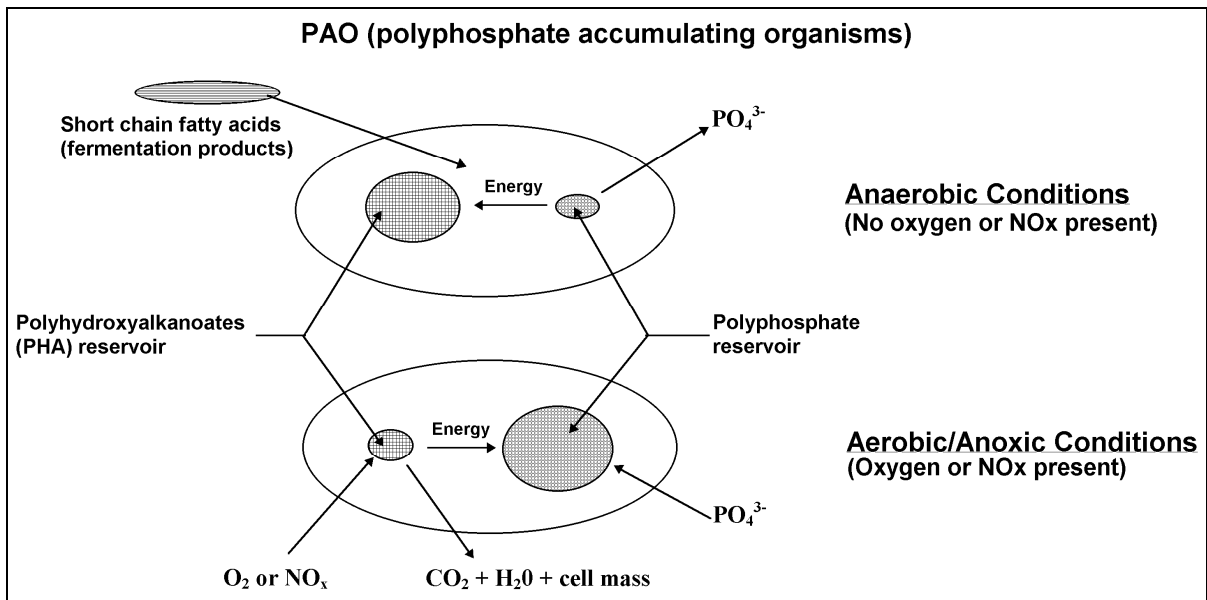 PAO (polyphosphate accumulating organisms)
Short chain fatty acids
(fermentation products)
PO₄³⁻
Energy
Anaerobic Conditions
(No oxygen or NOx present)
Polyhydroxyalkanoates
(PHA) reservoir
Polyphosphate
reservoir
Energy
Aerobic/Anoxic Conditions
(Oxygen or NOx present)
PO₄³⁻
O₂ or NOₓ
CO₂ + H₂0 + cell mass